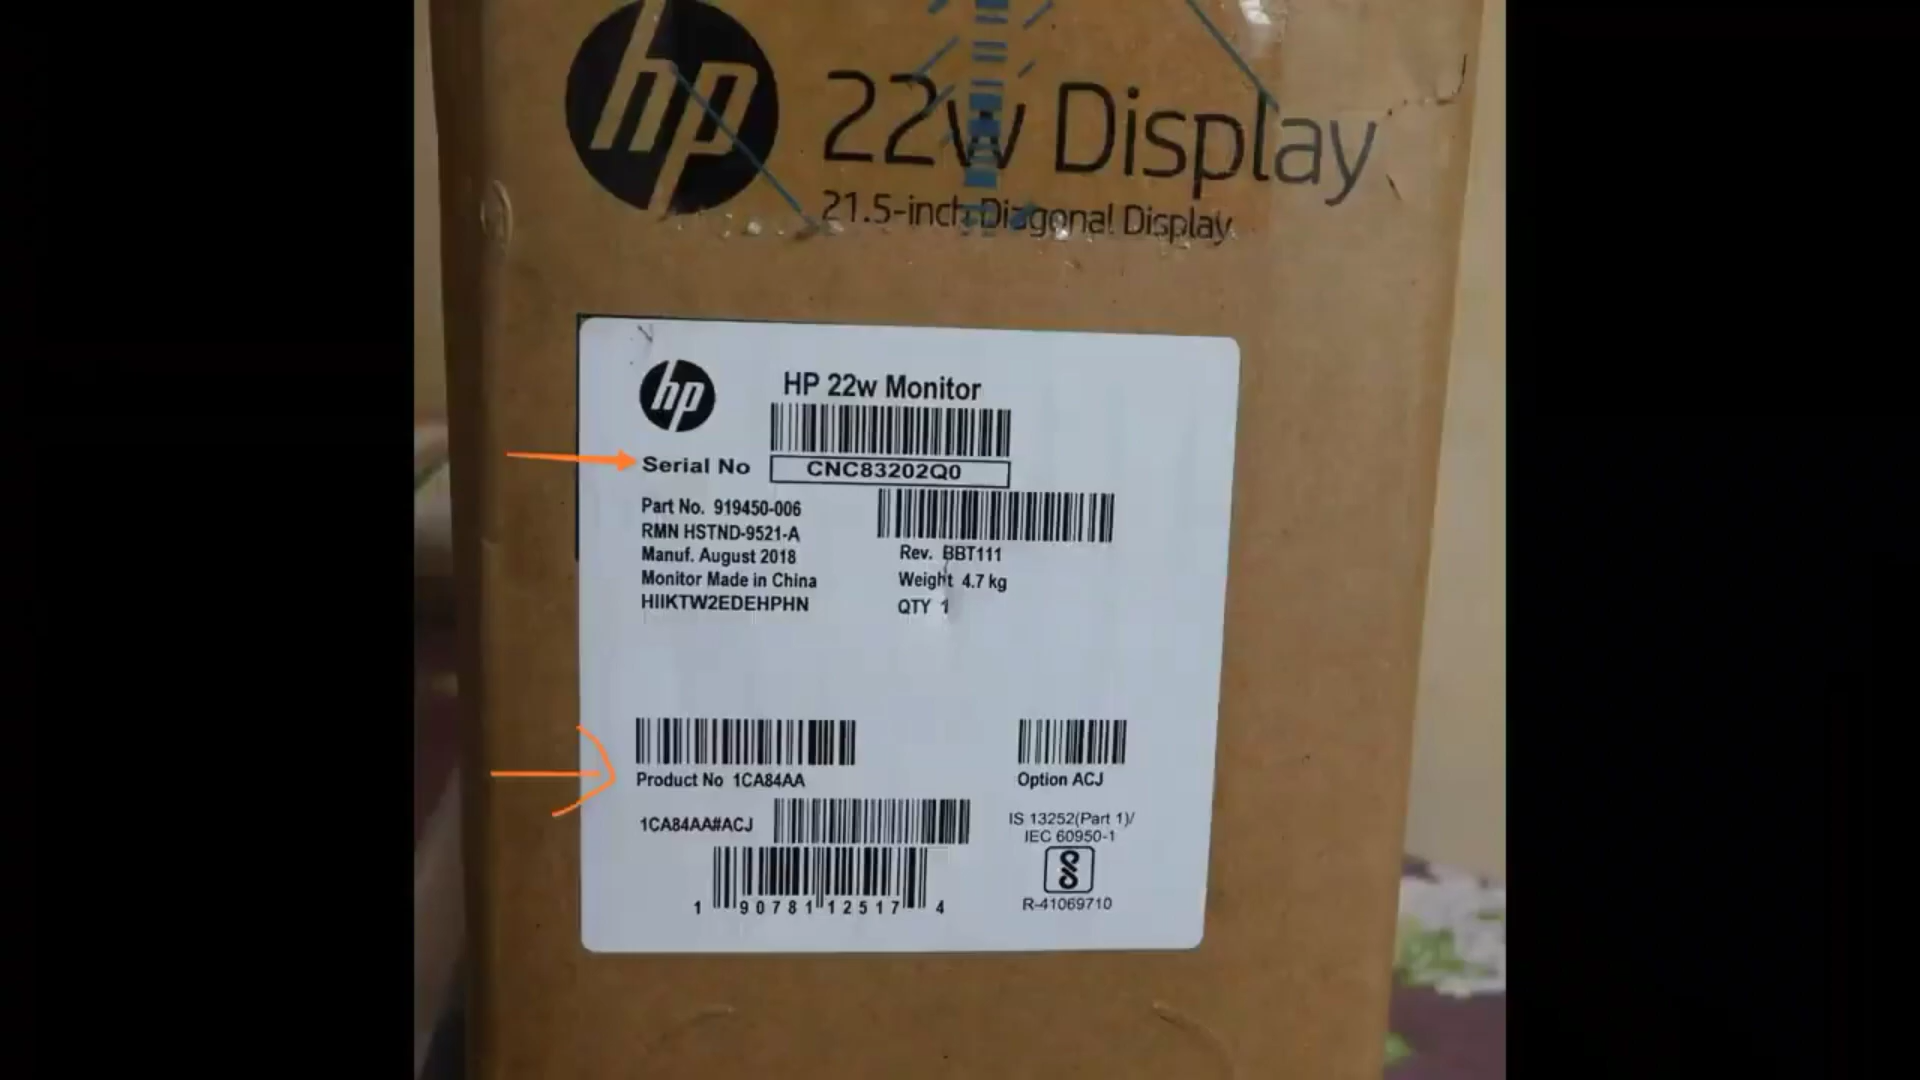 hp
22w Display
21.5-inch Diagonal Display
hp
HP 22w Monitor
Serial No CNC83202Q0
Part No. 919450-006
RMN HSTND-9521-A
Manuf. August 2018
Rev. BBT111
Monitor Made in China
Weight 4.7 kg
HIIKTW2EDEHPHN
QTY 1
Product No 1CA84AA
Option ACJ
1CA84AA#ACJ
IS 13252(Part 1)/
IEC 60950-1
1 90781 12517 4
R-41069710